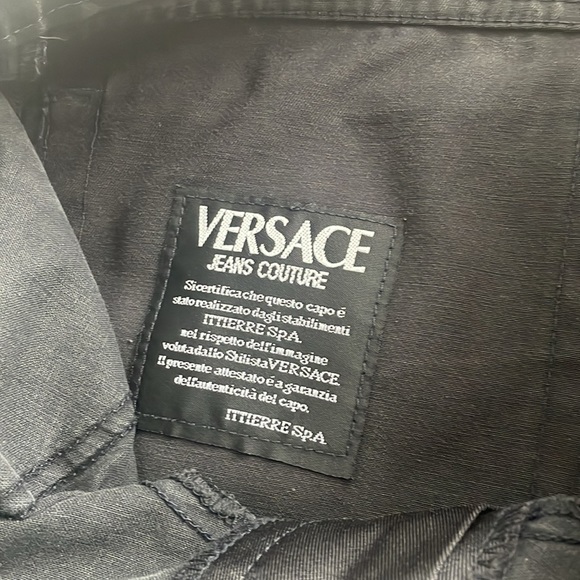 VERSACE
JEANS COUTURE
Si certifica che questo capo é
stato realizzato dagli stabilimenti
ITTIERRE S.p.A.
nel rispetto dell'immagine
voluta dallo Stilista VERSACE.
Il presente attestato é a garanzia
dell'autenticità del capo.
ITTIERRE S.p.A.